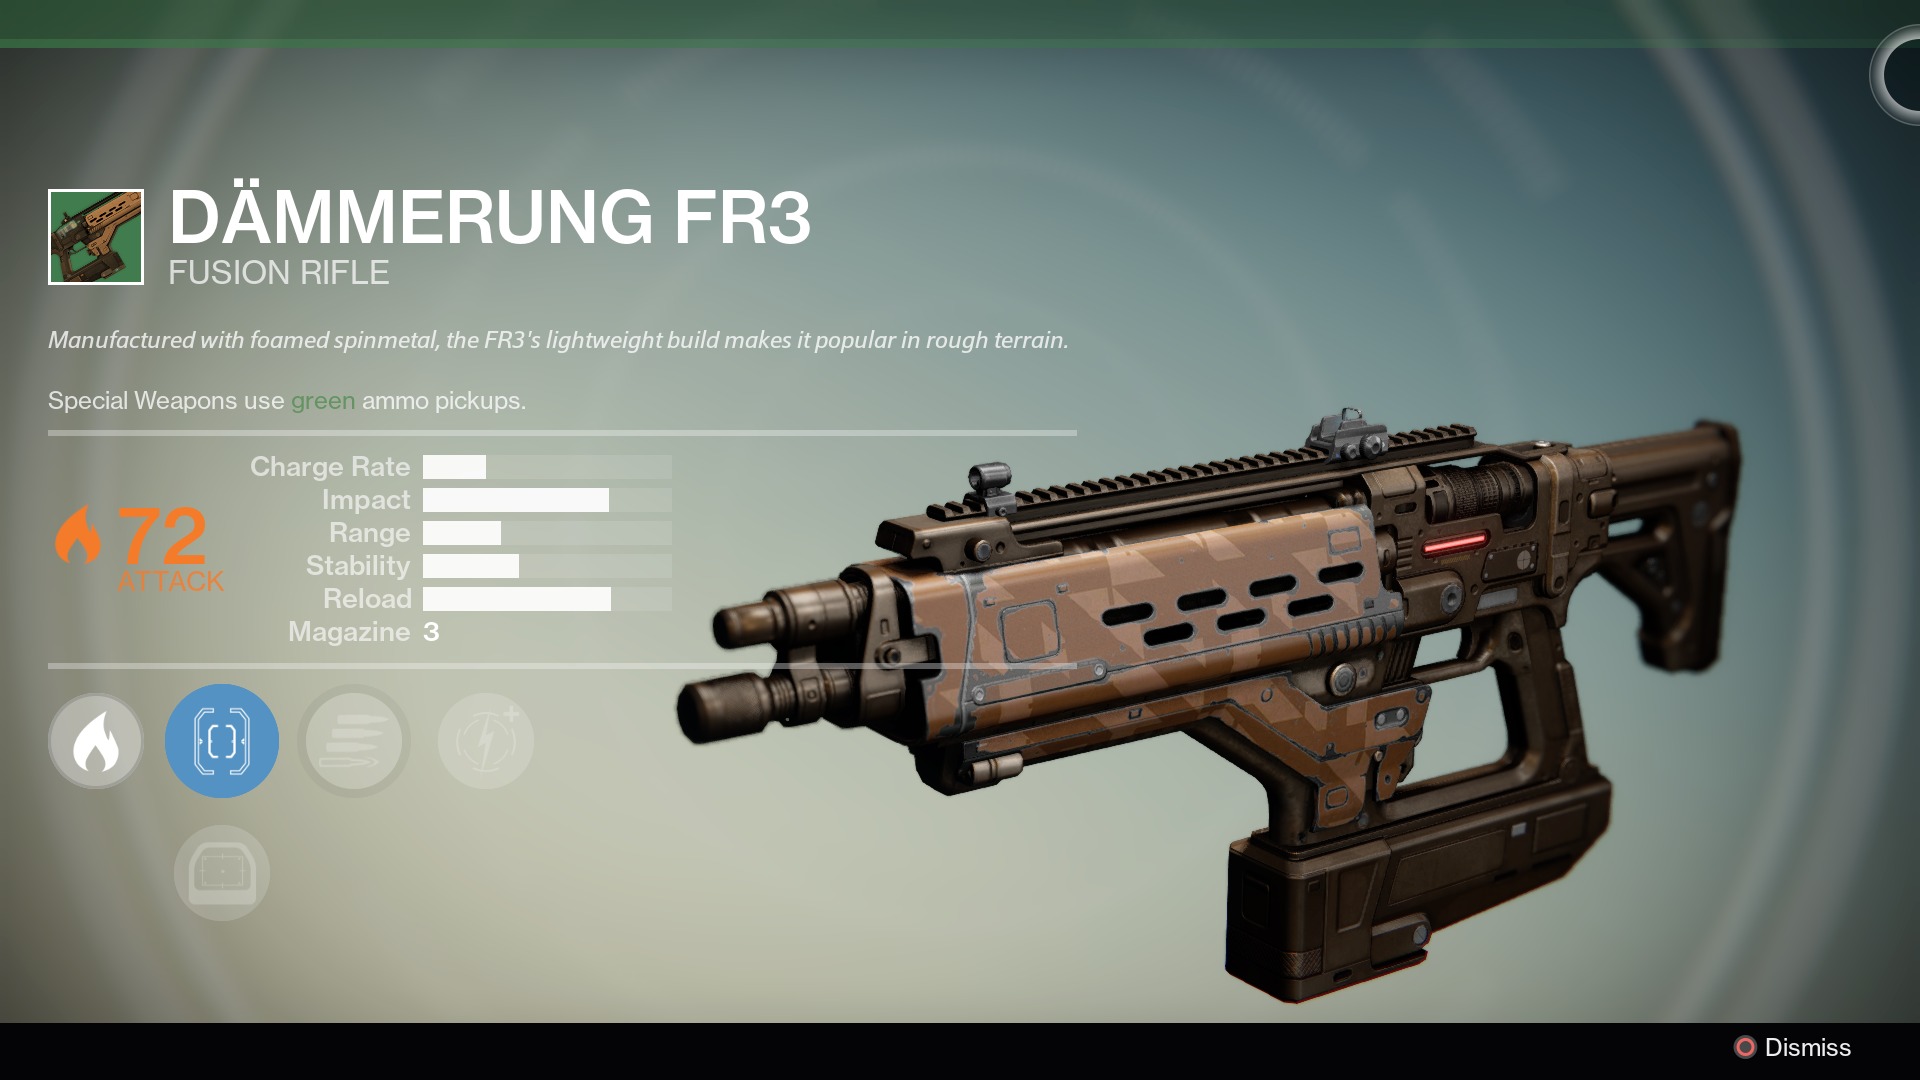 DÄMMERUNG FR3
FUSION RIFLE
Manufactured with foamed spinmetal, the FR3's lightweight build makes it popular in rough terrain.
Special Weapons use green ammo pickups.
72
ATTACK
Charge Rate
Impact
Range
Stability
Reload
Magazine 3
Dismiss